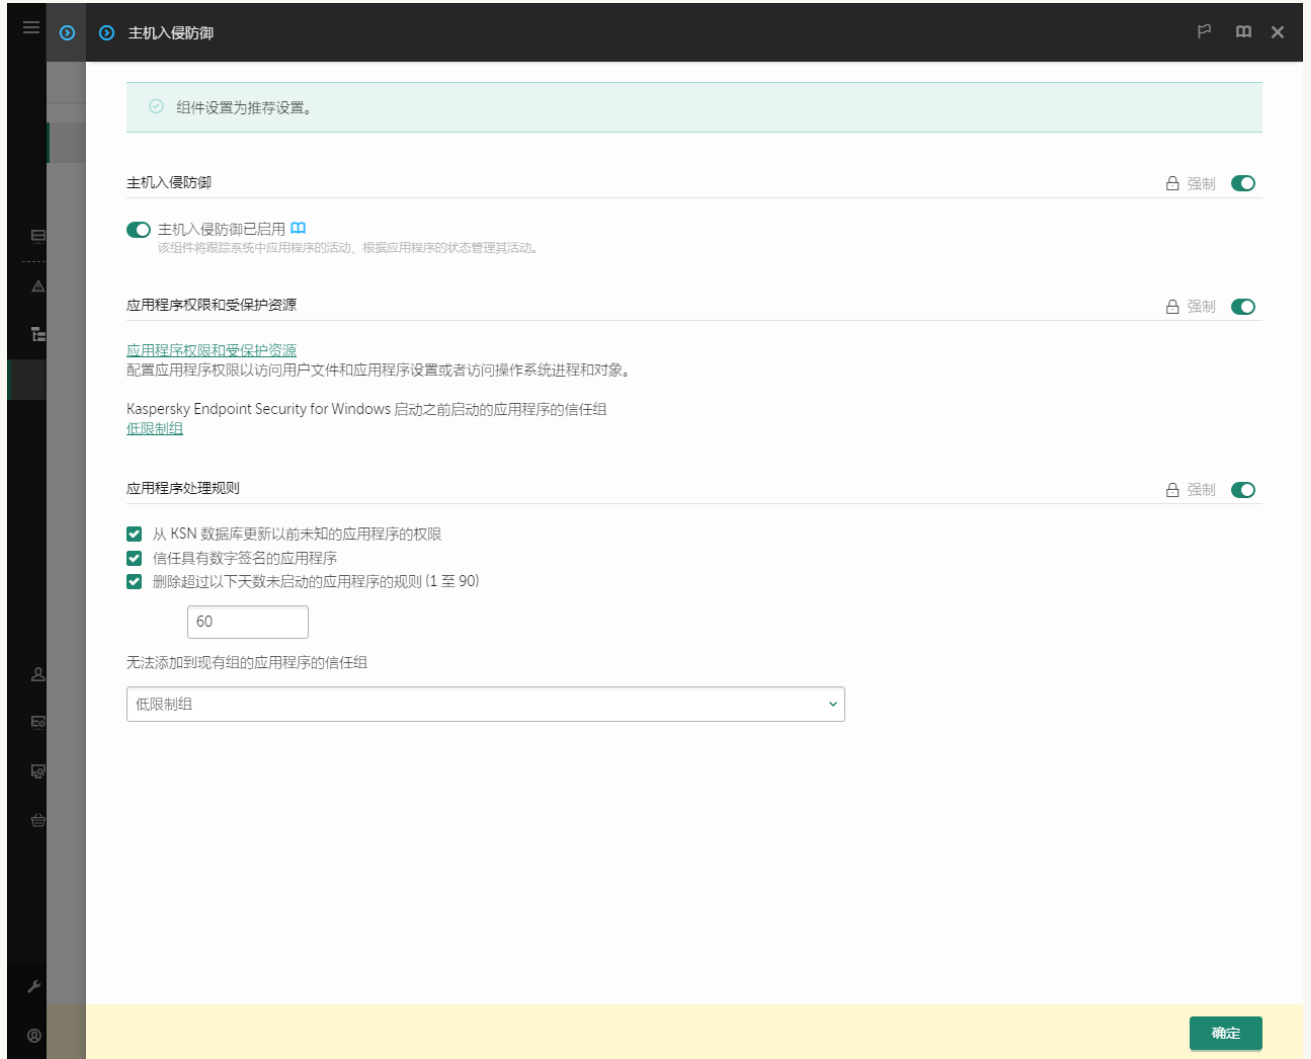 主机入侵防御
组件设置为推荐设置。
主机入侵防御
强制
主机入侵防御已启用
该组件将跟踪系统中应用程序的活动，根据应用程序的状态管理其活动。
应用程序权限和受保护资源
强制
应用程序权限和受保护资源
配置应用程序权限以访问用户文件和应用程序设置或者访问操作系统进程和对象。
Kaspersky Endpoint Security for Windows 启动之前启动的应用程序的信任组
低限制组
应用程序处理规则
强制
从 KSN 数据库更新以前未知的应用程序的权限
信任具有数字签名的应用程序
删除超过以下天数未启动的应用程序的规则 (1 至 90)
60
无法添加到现有组的应用程序的信任组
低限制组
确定